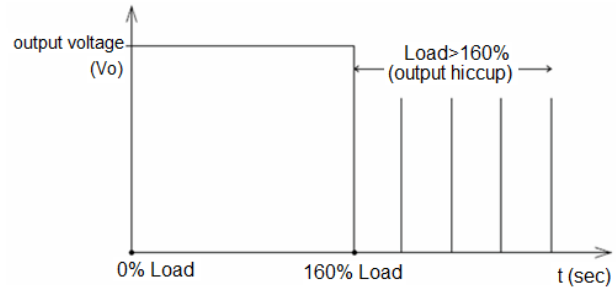 output voltage
(Vo)
Load>160%
(output hiccup)
0% Load
160% Load
t (sec)